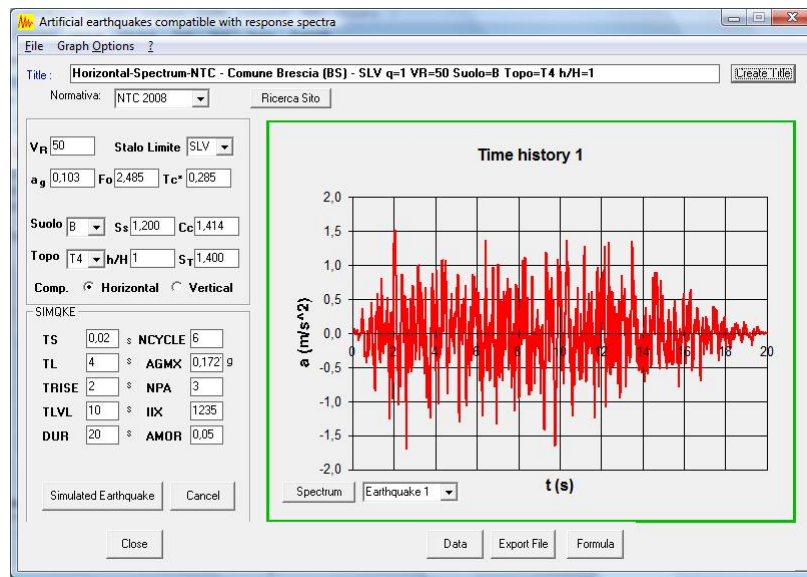 Artificial earthquakes compatible with response spectra
File Graph Options ?
Title : Horizontal-Spectrum-NTC - Comune Brescia (BS) - SLV q=1 VR=50 Suolo=B Topo=T4 h/H=1 Create Title
Normativa: NTC 2008 Ricerca Sito
VR 50 Stalo Limite SLV
ag 0,103 Fo 2,485 Tc* 0,285
Suolo B Ss 1,200 Cc 1,414
Topo T4 h/H 1 ST 1,400
Comp. Horizontal Vertical
SIMQKE
TS 0,02 s NCYCLE 6
TL 4 s AGMX 0,172 g
TRISE 2 s NPA 3
TLVL 10 s IIX 1235
DUR 20 s AMOR 0,05
Simulated Earthquake Cancel
Close
Time history 1
a (m/s^2)
2,0
1,5
1,0
0,5
0,0
-0,5
-1,0
-1,5
-2,0
0 2 4 6 8 10 12 14 16 18 20
t (s)
Spectrum Earthquake 1
Data Export File Formula